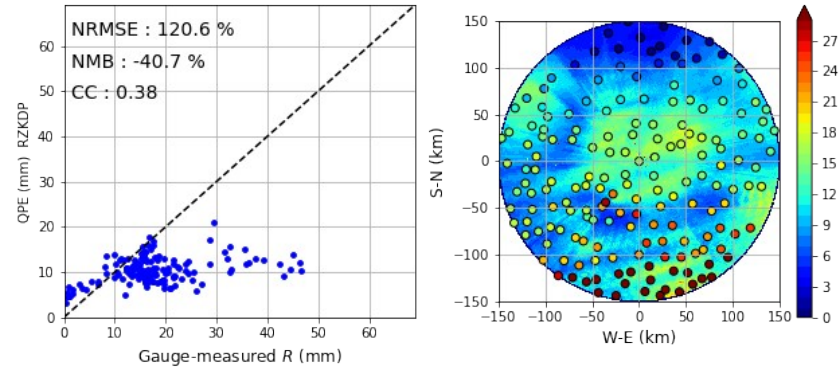 NRMSE : 120.6 %
NMB : -40.7 %
CC : 0.38
QPE (mm) RZKDP
60
50
40
30
20
10
0
0 10 20 30 40 50 60
Gauge-measured R (mm)
S-N (km)
150
100
50
0
−50
−100
−150
−150 −100 −50 0 50 100 150
W-E (km)
27
24
21
18
15
12
9
6
3
0